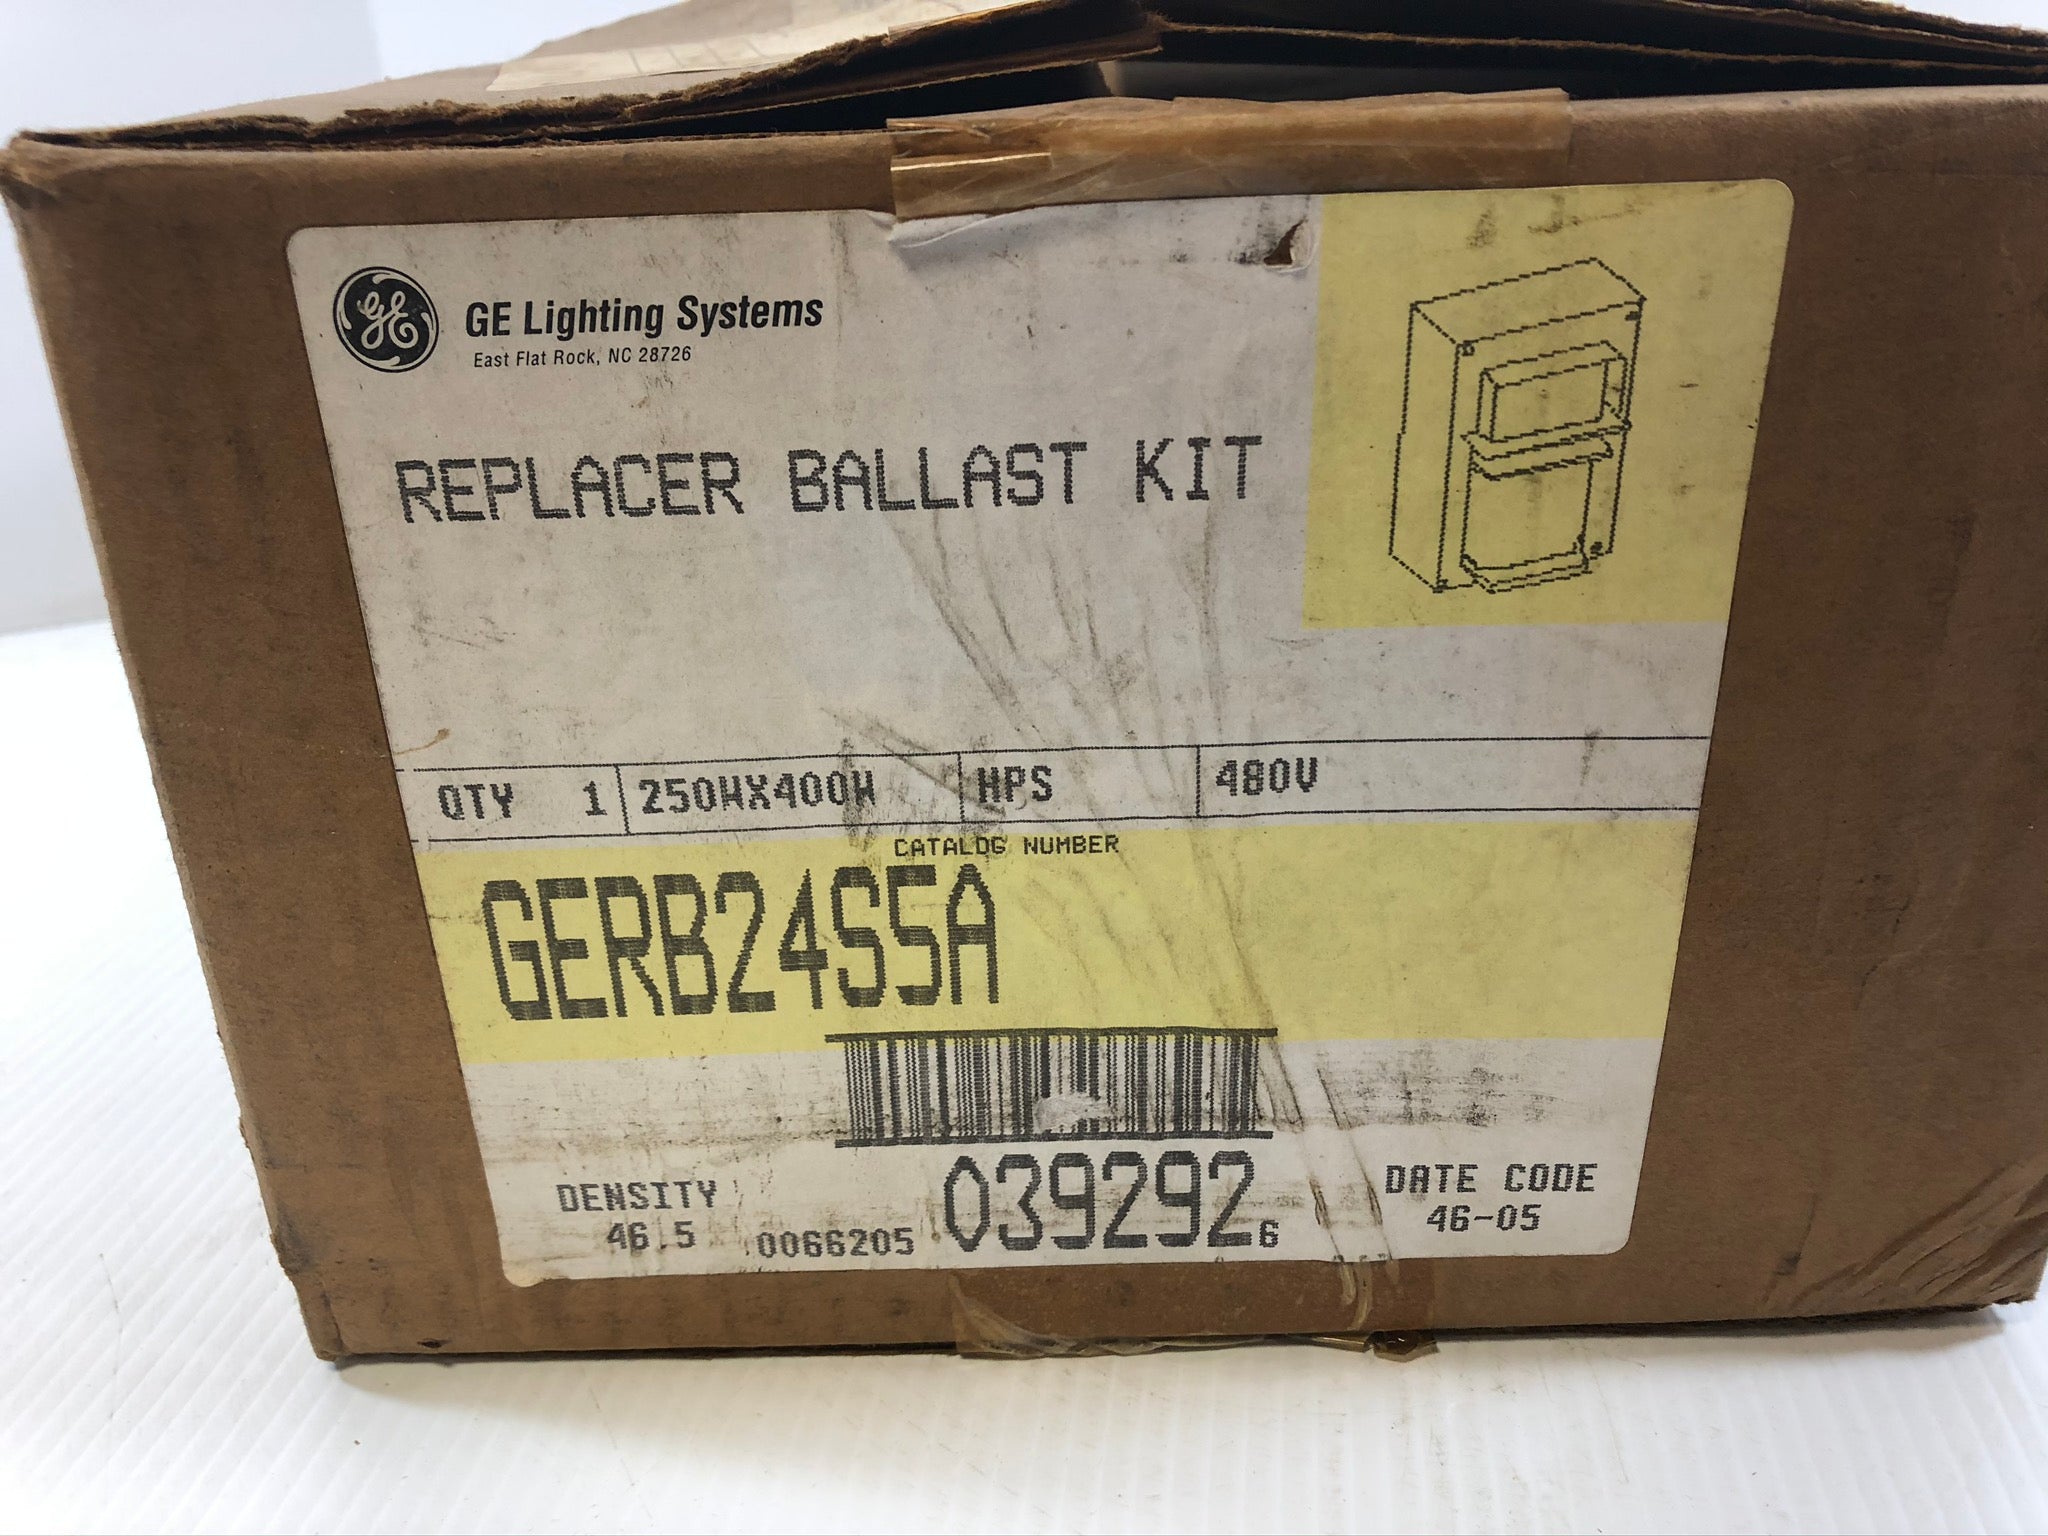 GE
GE Lighting Systems
East Flat Rock, NC 28726
REPLACER BALLAST KIT
QTY 1 250WX400W HPS 480V
CATALOG NUMBER
GERB24S5A
DENSITY
46.5
0066205
039292 6
DATE CODE
46-05